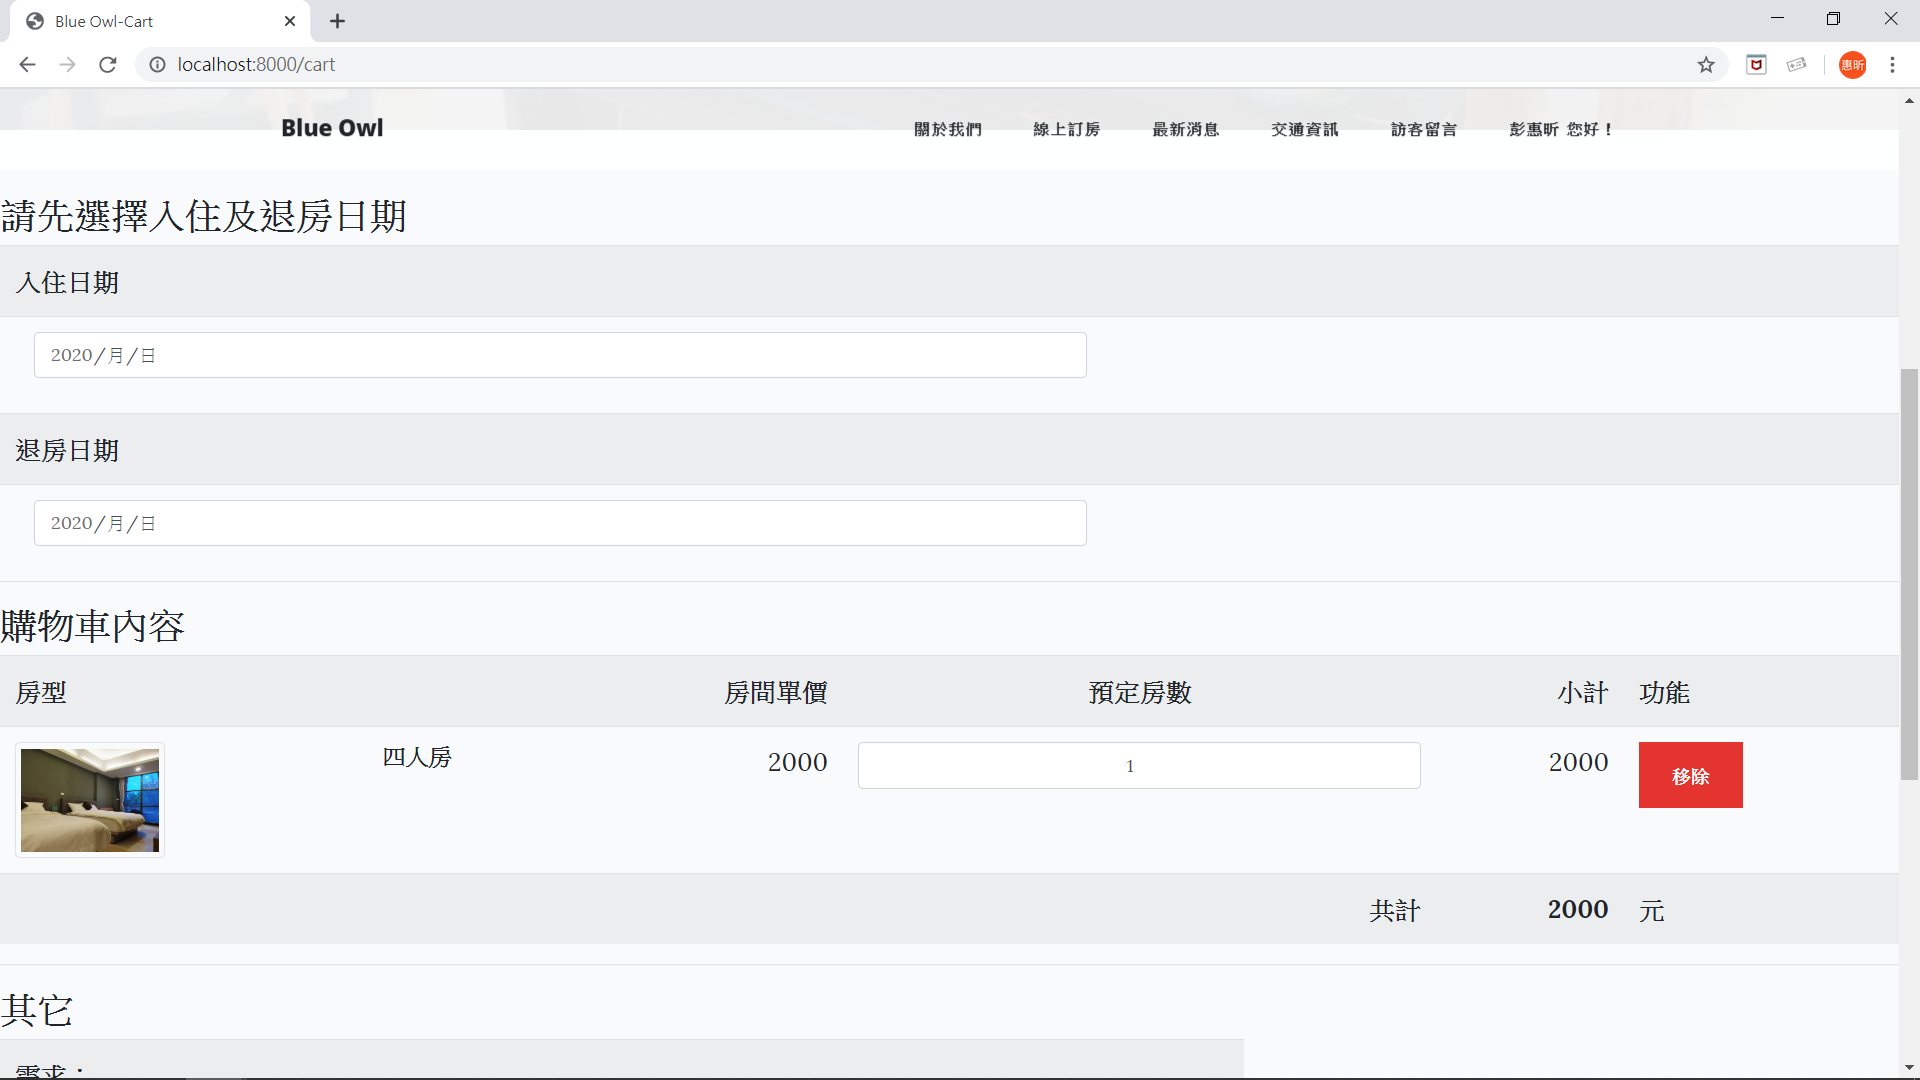 Blue Owl-Cart
localhost:8000/cart
惠昕
Blue Owl 關於我們 線上訂房 最新消息 交通資訊 訪客留言 彭惠昕 您好！
請先選擇入住及退房日期
入住日期
2020/月/日
退房日期
2020/月/日
購物車內容
房型 房間單價 預定房數 小計 功能
四人房 2000 1 2000 移除
共計 2000 元
其它
需求：